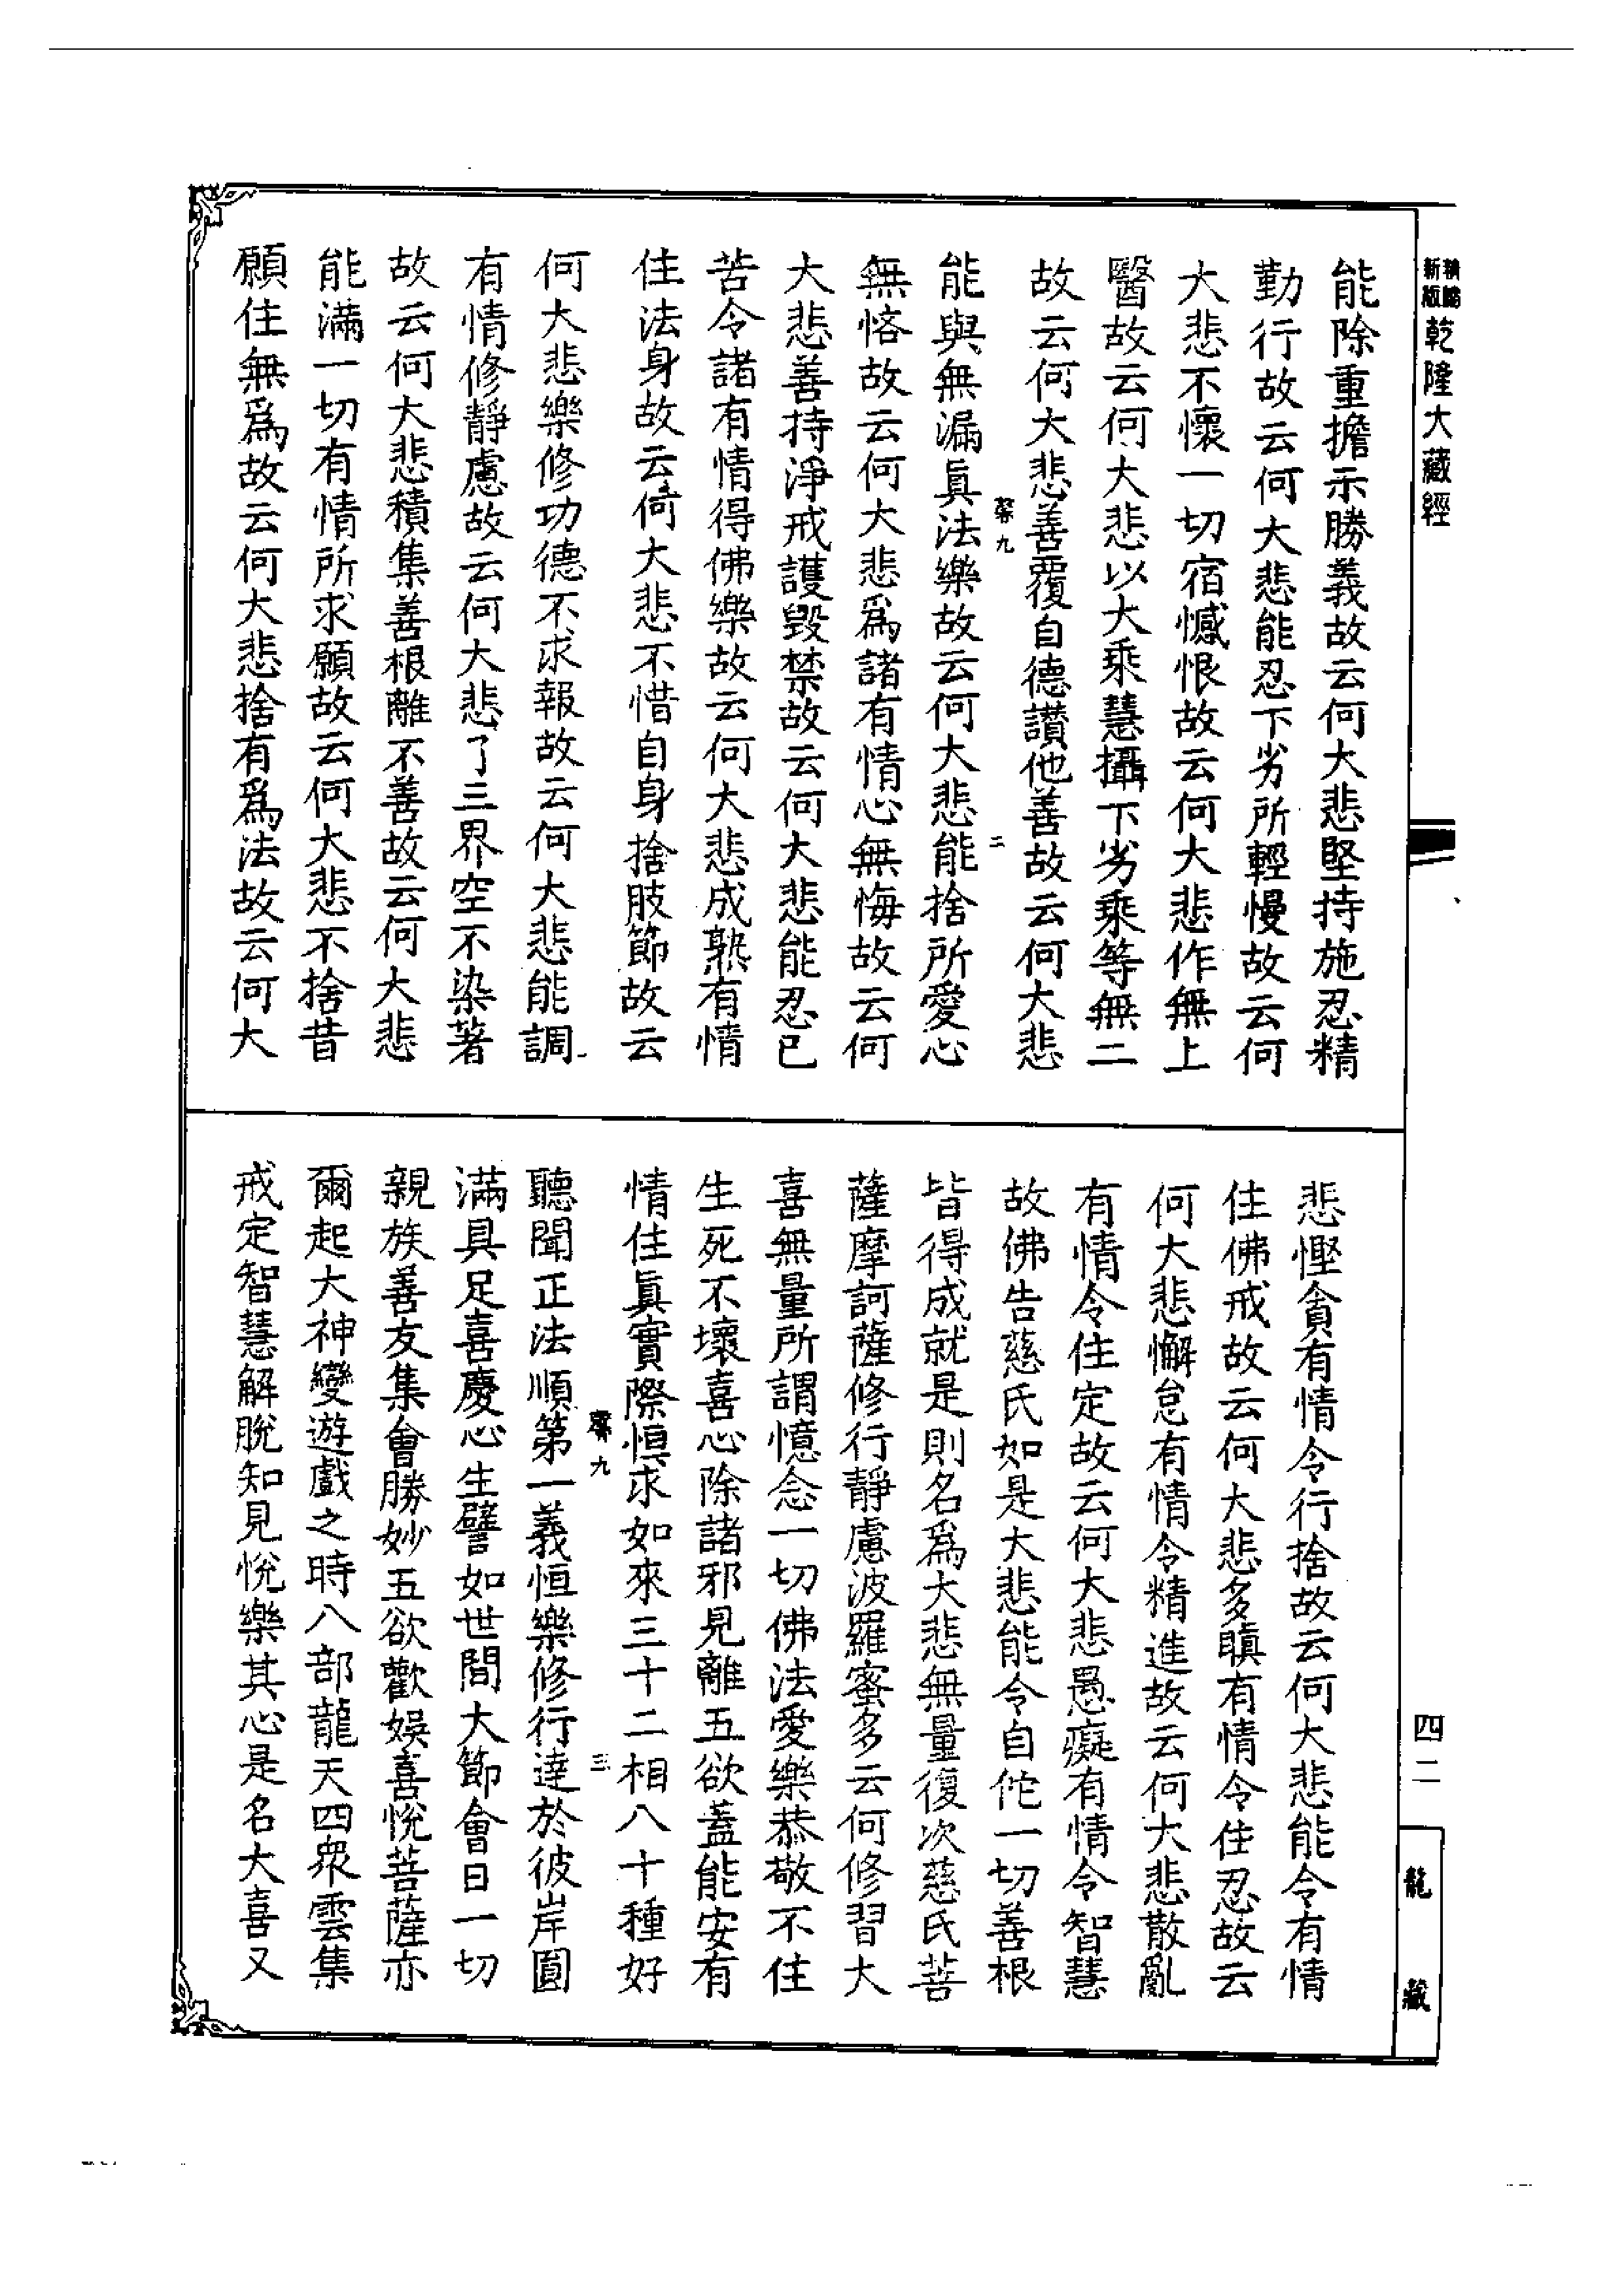 新版乾隆大藏經
能除重擔示勝義故云何大悲堅持施忍精
勤行故云何大悲能忍下劣所輕慢故云何
大悲不懷一切宿憾恨故云何大悲作無上
醫故云何大悲以大乘慧攝下劣乘等無二
故云何大悲善覆自德讚他善故云何大悲
能與無漏眞法樂故云何大悲能捨所愛心
無悋故云何大悲爲諸有情心無悔故云何
大悲善持淨戒護毀禁故云何大悲能忍已
苦令諸有情得佛樂故云何大悲成熟有情
住法身故云何大悲不惜自身捨肢節故云
何大悲樂修功德不求報故云何大悲能調
有情修靜慮故云何大悲了三界空不染著
故云何大悲積集善根離不善故云何大悲
能滿一切有情所求願故云何大悲不捨昔
願住無爲故云何大悲捨有爲法故云何大
悲慳貪有情令行捨故云何大悲能令有情
住佛戒故云何大悲多瞋有情令住忍故云
何大悲懈怠有情令精進故云何大悲散亂
有情令住定故云何大悲愚癡有情令智慧
故佛告慈氏如是大悲能令自佗一切善根
皆得成就是則名爲大悲無量復次慈氏菩
薩摩訶薩修行靜慮波羅蜜多云何修習大
喜無量所謂憶念一切佛法愛樂恭敬不住
生死不壞喜心除諸邪見離五欲蓋能安有
情住眞實際恒求如來三十二相八十種好
聽聞正法順第一義恒樂修行達於彼岸圓
滿具足喜慶心生譬如世間大節會日一切
親族善友集會勝妙五欲歡娛喜悅菩薩亦
爾起大神變遊戲之時八部龍天四衆雲集
戒定智慧解脫知見悅樂其心是名大喜又
九
二
九
三
四二
龍藏